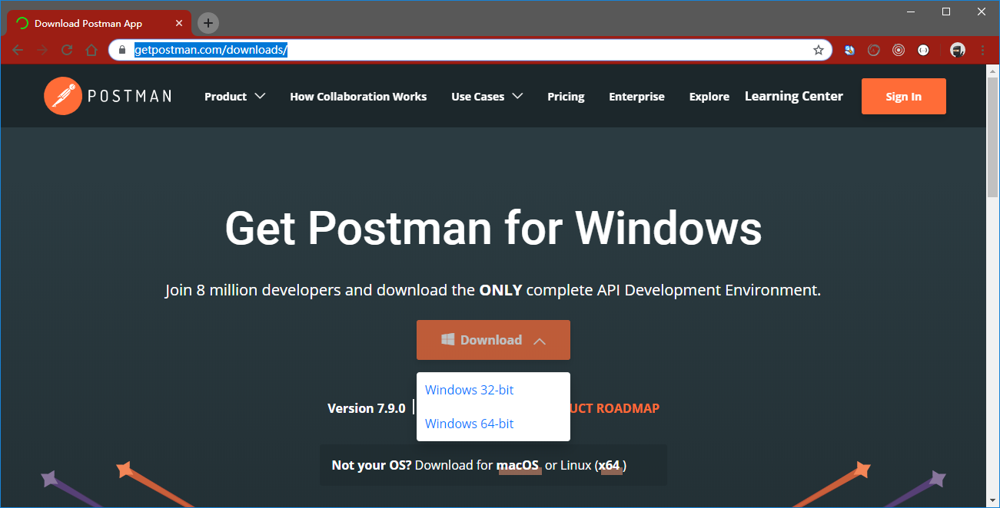 Download Postman App
getpostman.com/downloads/
POSTMAN Product How Collaboration Works Use Cases Pricing Enterprise Explore Learning Center Sign In
Get Postman for Windows
Join 8 million developers and download the ONLY complete API Development Environment.
Download
Windows 32-bit
Version 7.9.0 UCT ROADMAP
Windows 64-bit
Not your OS? Download for macOS or Linux (x64 )